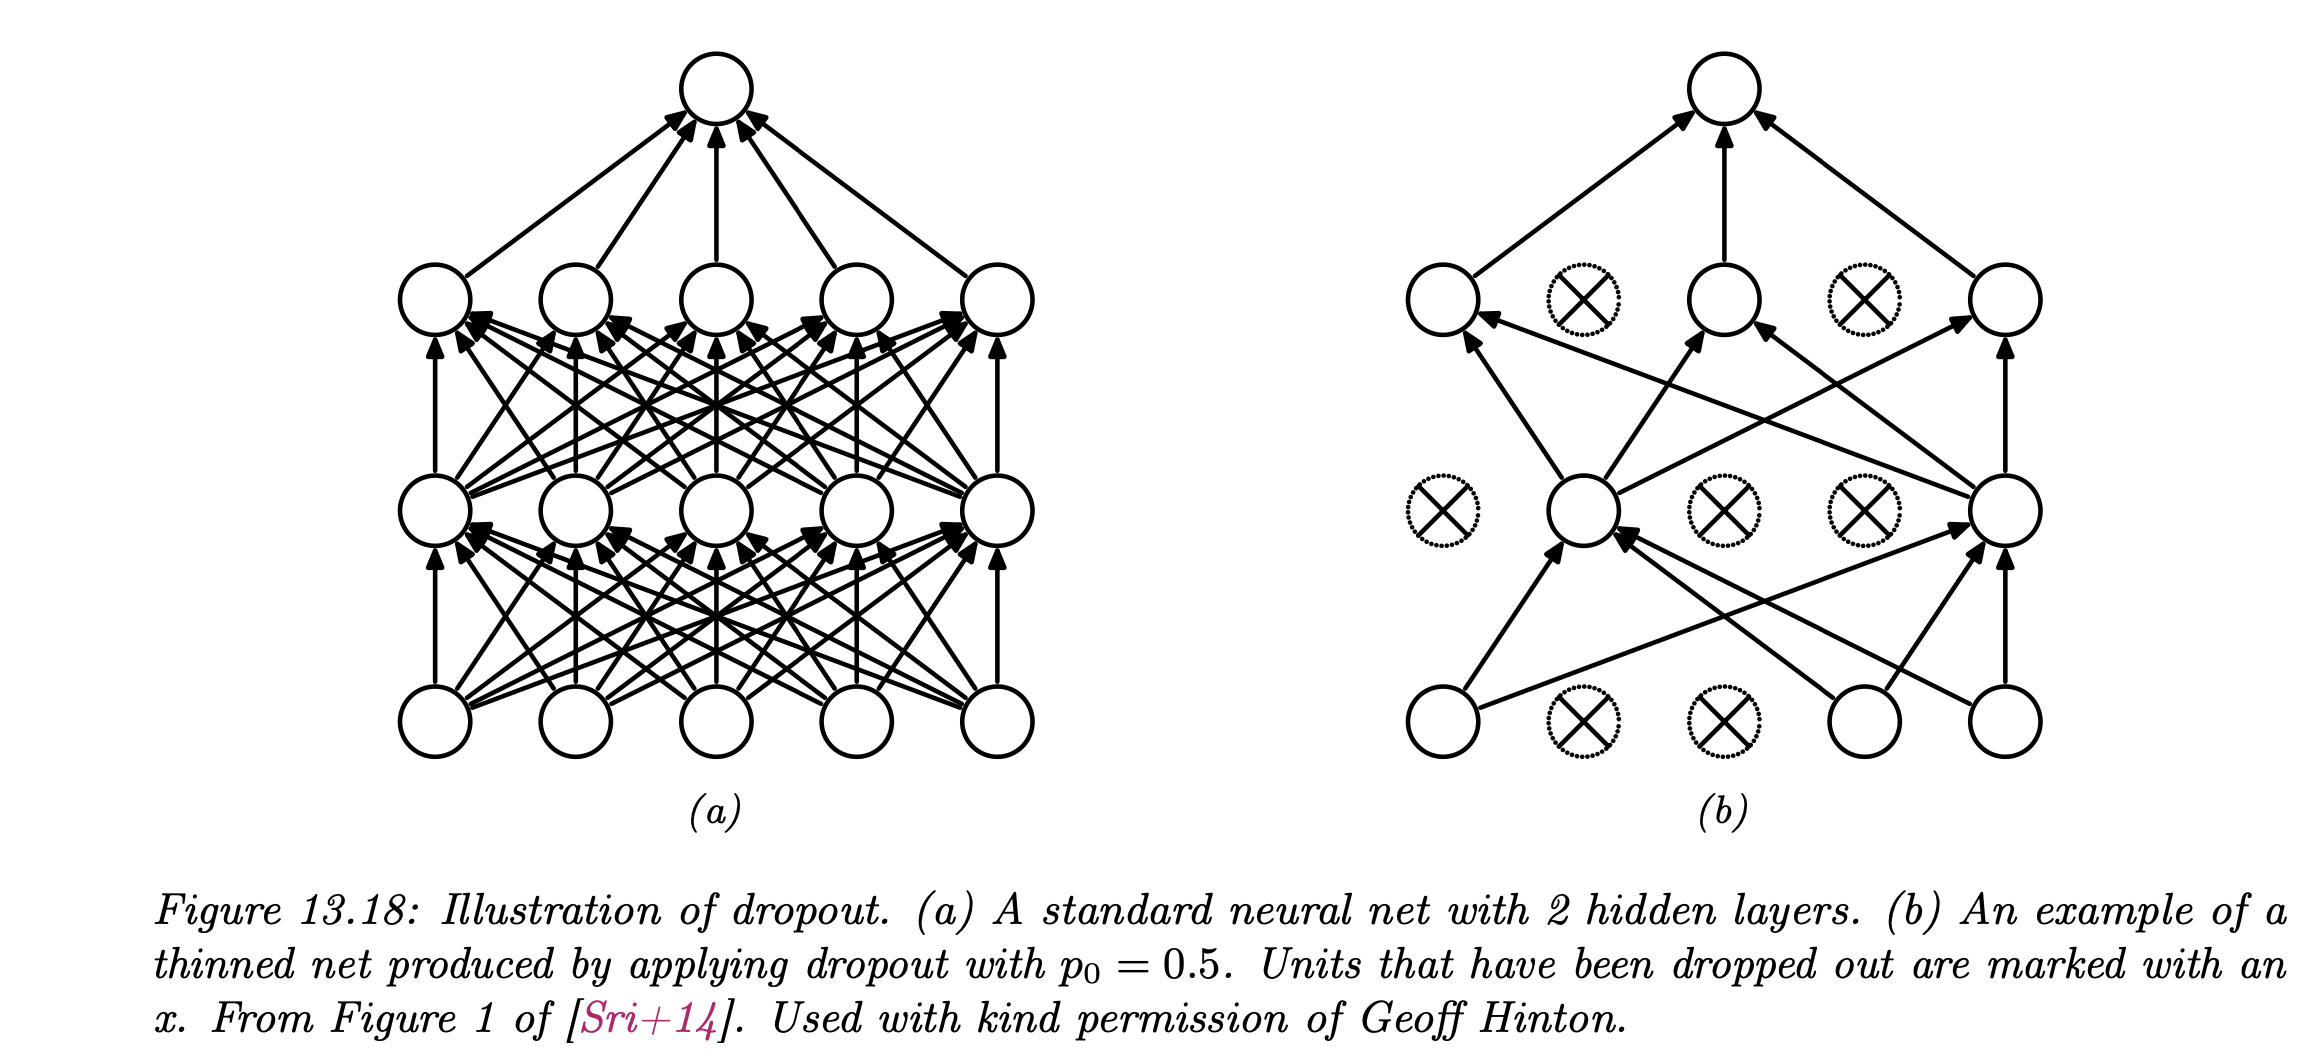 (a)
(b)
Figure 13.18: Illustration of dropout. (a) A standard neural net with 2 hidden layers. (b) An example of a
thinned net produced by applying dropout with p₀ = 0.5. Units that have been dropped out are marked with an
x. From Figure 1 of [Sri+14]. Used with kind permission of Geoff Hinton.